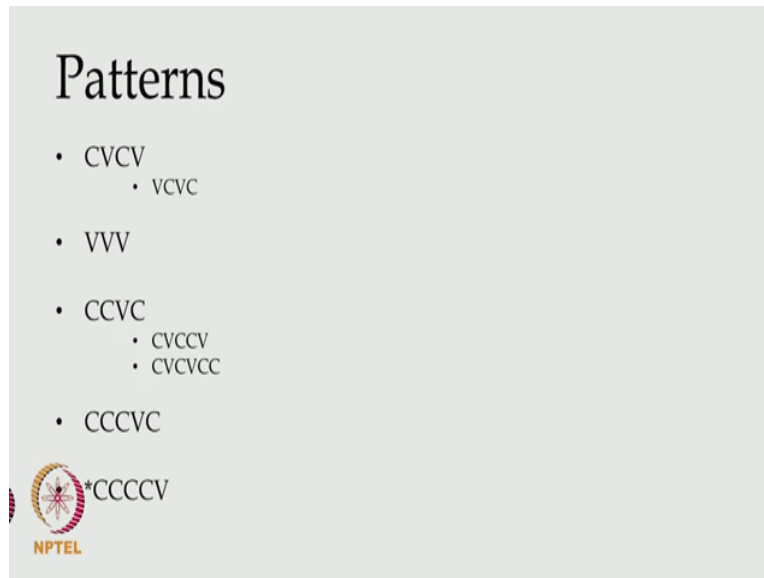 Patterns
• CVCV
• VCVC
• VVV
• CCVC
• CVCCV
• CVCVCC
• CCCVC
*CCCCV
NPTEL